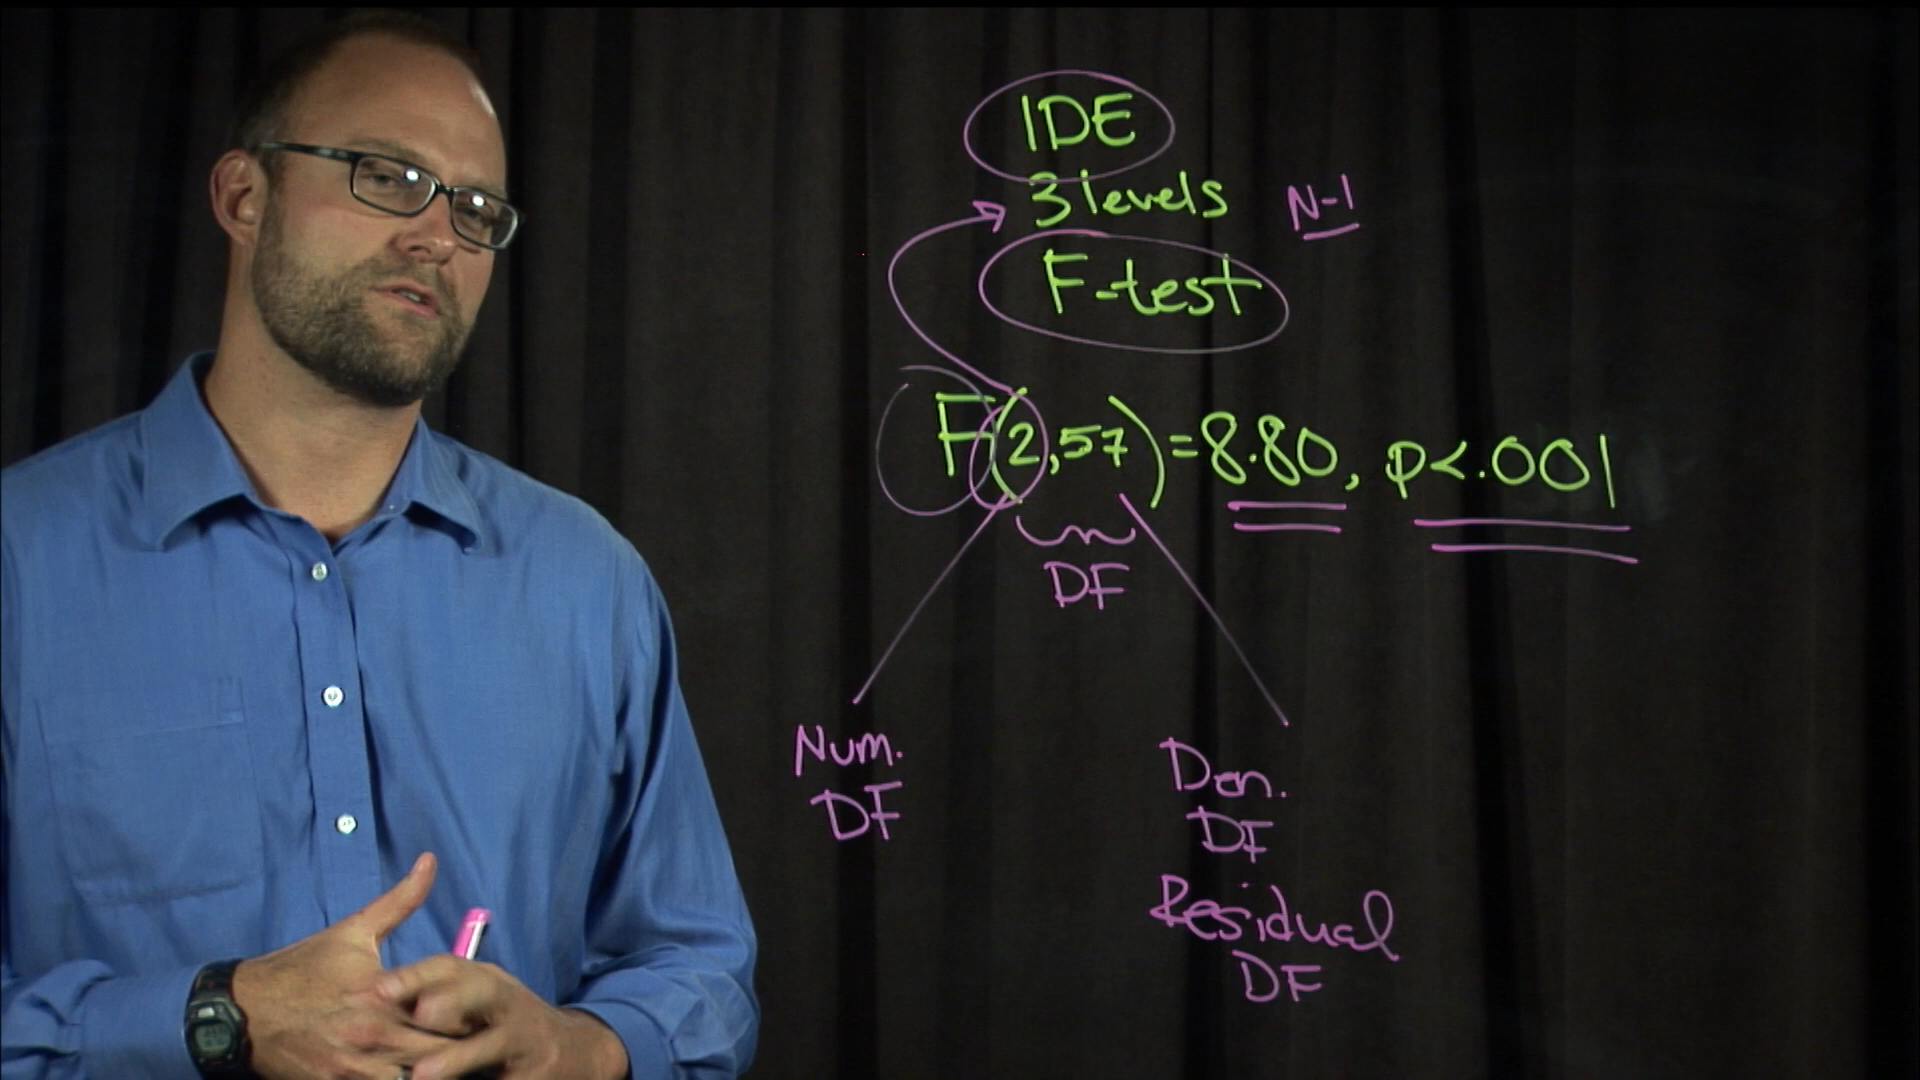 IDE
3 levels
N-1
F-test
F(2,57)=8.80, p<.001
DF
Num.
DF
Den.
DF
Residual
DF